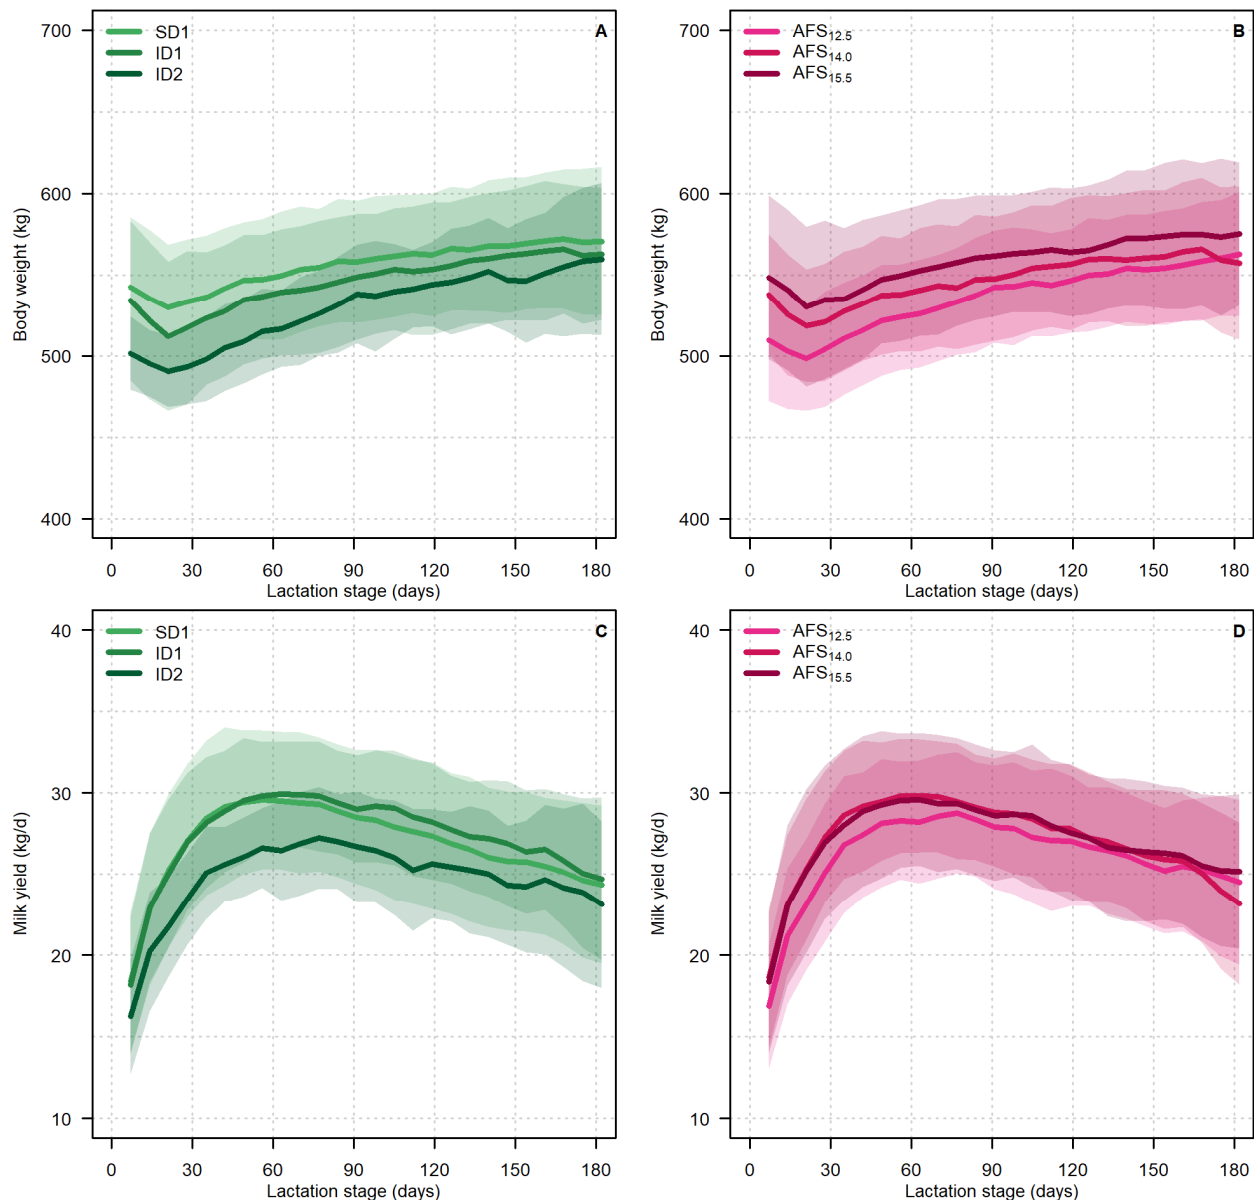 SD1
ID1
ID2
A
700
600
500
400
Body weight (kg)
0 30 60 90 120 150 180
Lactation stage (days)
AFS12.5
AFS14.0
AFS15.5
B
700
600
500
400
Body weight (kg)
0 30 60 90 120 150 180
Lactation stage (days)
SD1
ID1
ID2
C
40
30
20
10
Milk yield (kg/d)
0 30 60 90 120 150 180
Lactation stage (days)
AFS12.5
AFS14.0
AFS15.5
D
40
30
20
10
Milk yield (kg/d)
0 30 60 90 120 150 180
Lactation stage (days)